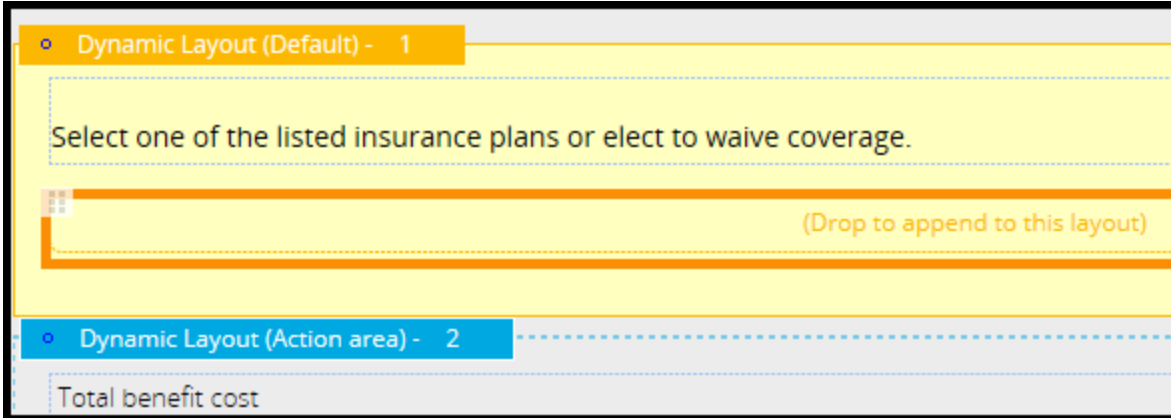 Dynamic Layout (Default) - 1
Select one of the listed insurance plans or elect to waive coverage.
(Drop to append to this layout)
Dynamic Layout (Action area) - 2
Total benefit cost